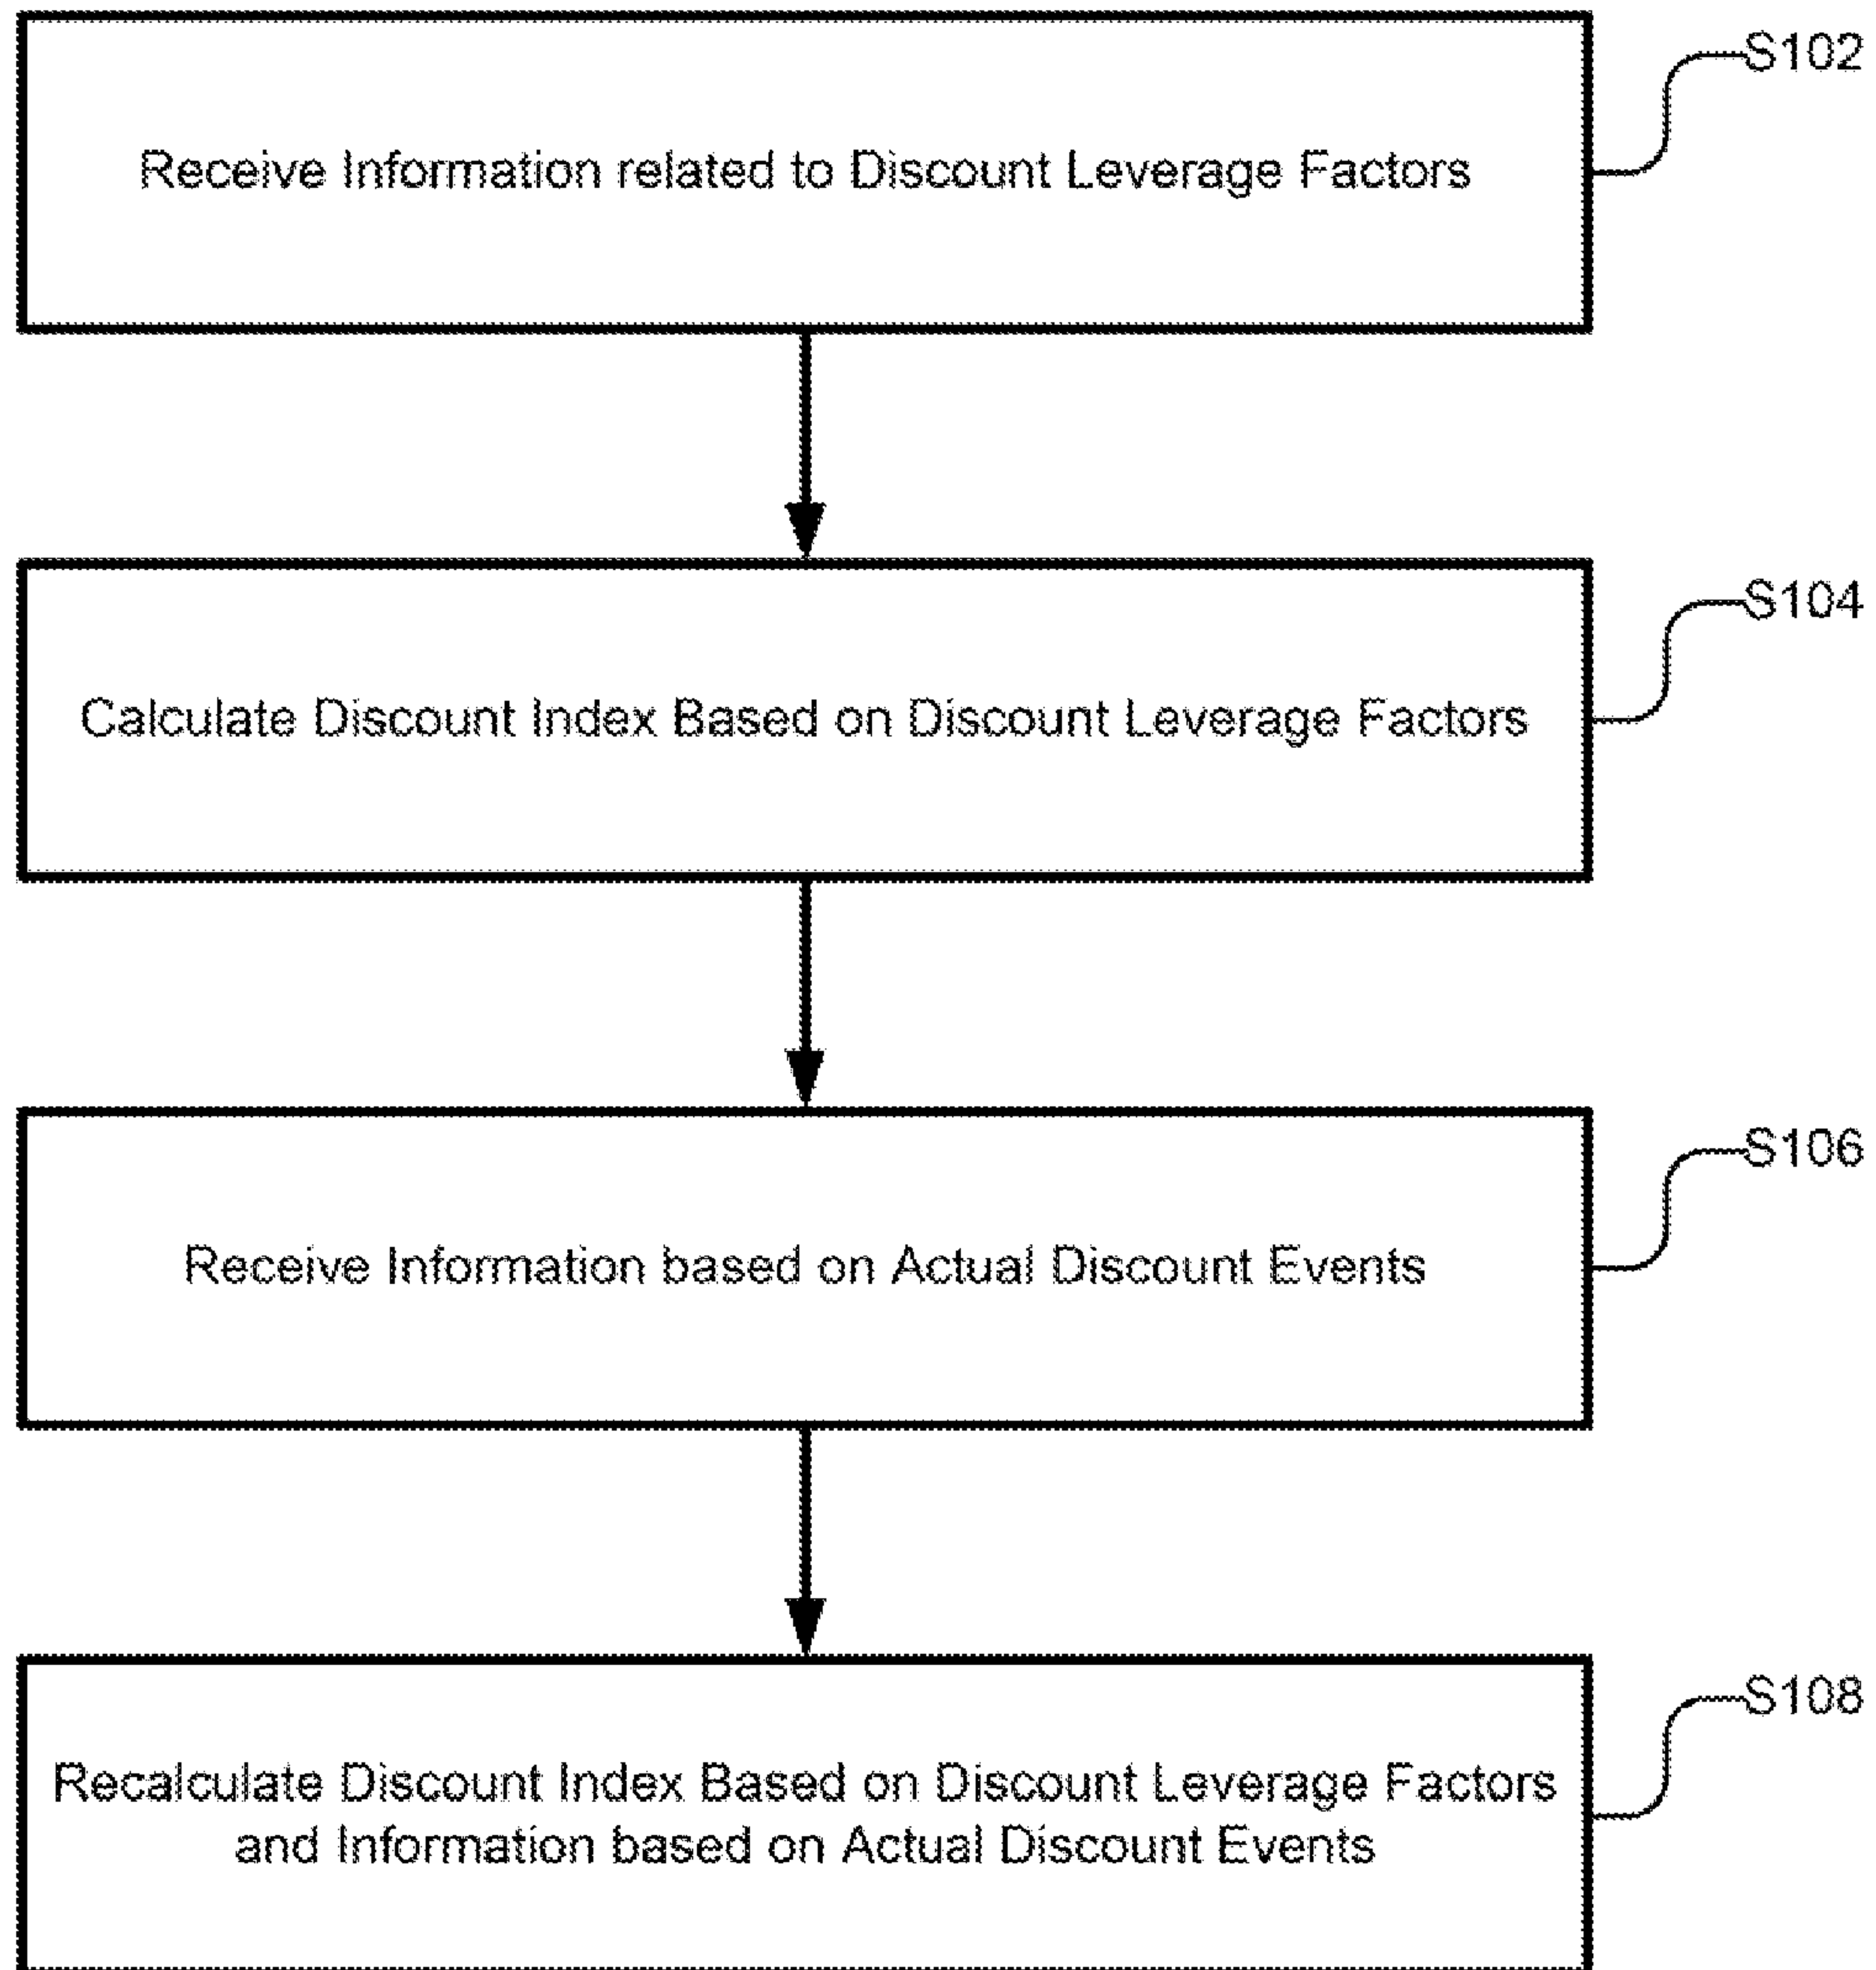 S102
Receive Information related to Discount Leverage Factors
S104
Calculate Discount Index Based on Discount Leverage Factors
S106
Receive Information based on Actual Discount Events
S108
Recalculate Discount Index Based on Discount Leverage Factors
and Information based on Actual Discount Events